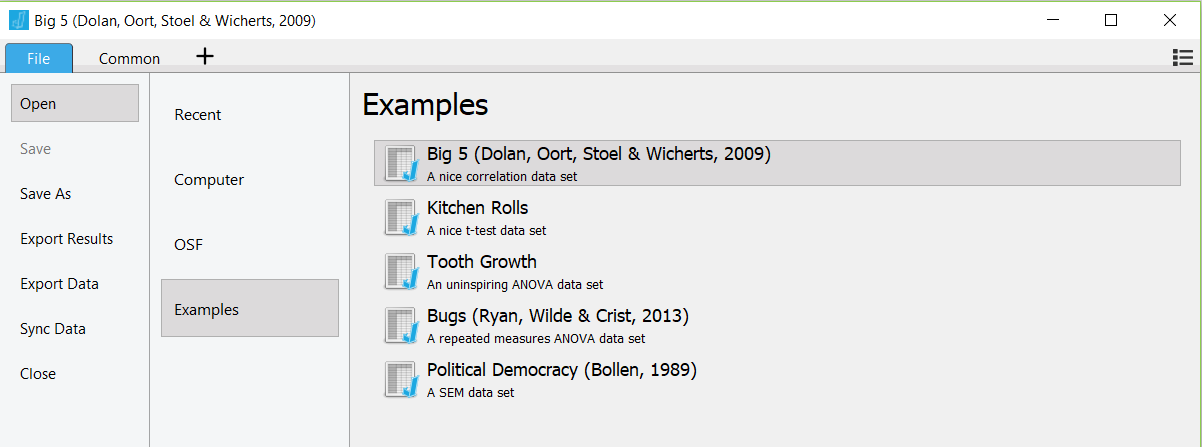 Big 5 (Dolan, Oort, Stoel & Wicherts, 2009)
File
Common
Open
Save
Save As
Export Results
Export Data
Sync Data
Close
Recent
Computer
OSF
Examples
Examples
Big 5 (Dolan, Oort, Stoel & Wicherts, 2009)
A nice correlation data set
Kitchen Rolls
A nice t-test data set
Tooth Growth
An uninspiring ANOVA data set
Bugs (Ryan, Wilde & Crist, 2013)
A repeated measures ANOVA data set
Political Democracy (Bollen, 1989)
A SEM data set